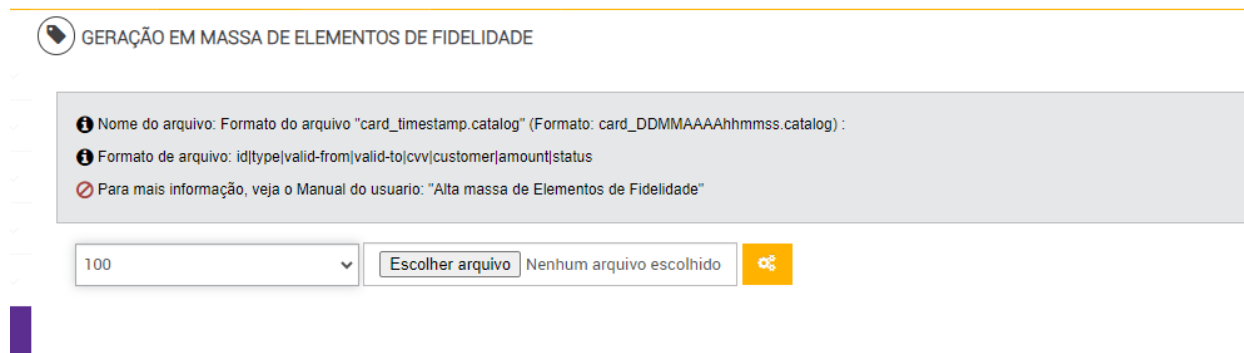 GERAÇÃO EM MASSA DE ELEMENTOS DE FIDELIDADE
Nome do arquivo: Formato do arquivo "card_timestamp.catalog" (Formato: card_DDMMAAAAhhmmss.catalog) :
Formato de arquivo: id|type|valid-from|valid-to|cvv|customer|amount|status
Para mais informação, veja o Manual do usuario: "Alta massa de Elementos de Fidelidade"
100 Escolher arquivo Nenhum arquivo escolhido